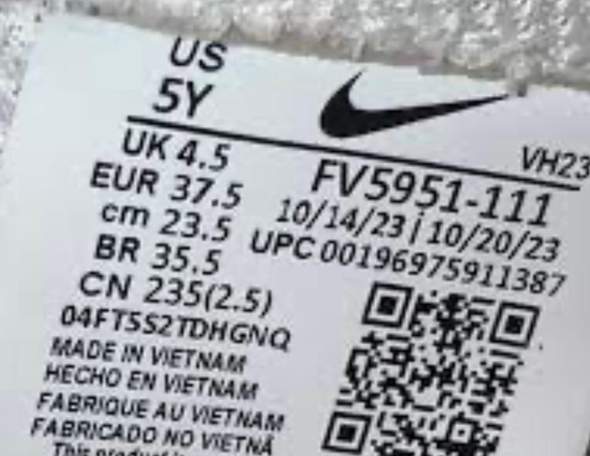 US
5Y
VH23
UK 4.5
FV5951-111
EUR 37.5
10/14/23 | 10/20/23
cm 23.5
UPC 00196975911387
BR 35.5
CN 235(2.5)
04FT5S2TDHGNQ
MADE IN VIETNAM
HECHO EN VIETNAM
FABRIQUE AU VIETNAM
FABRICADO NO VIETNÃ
This product